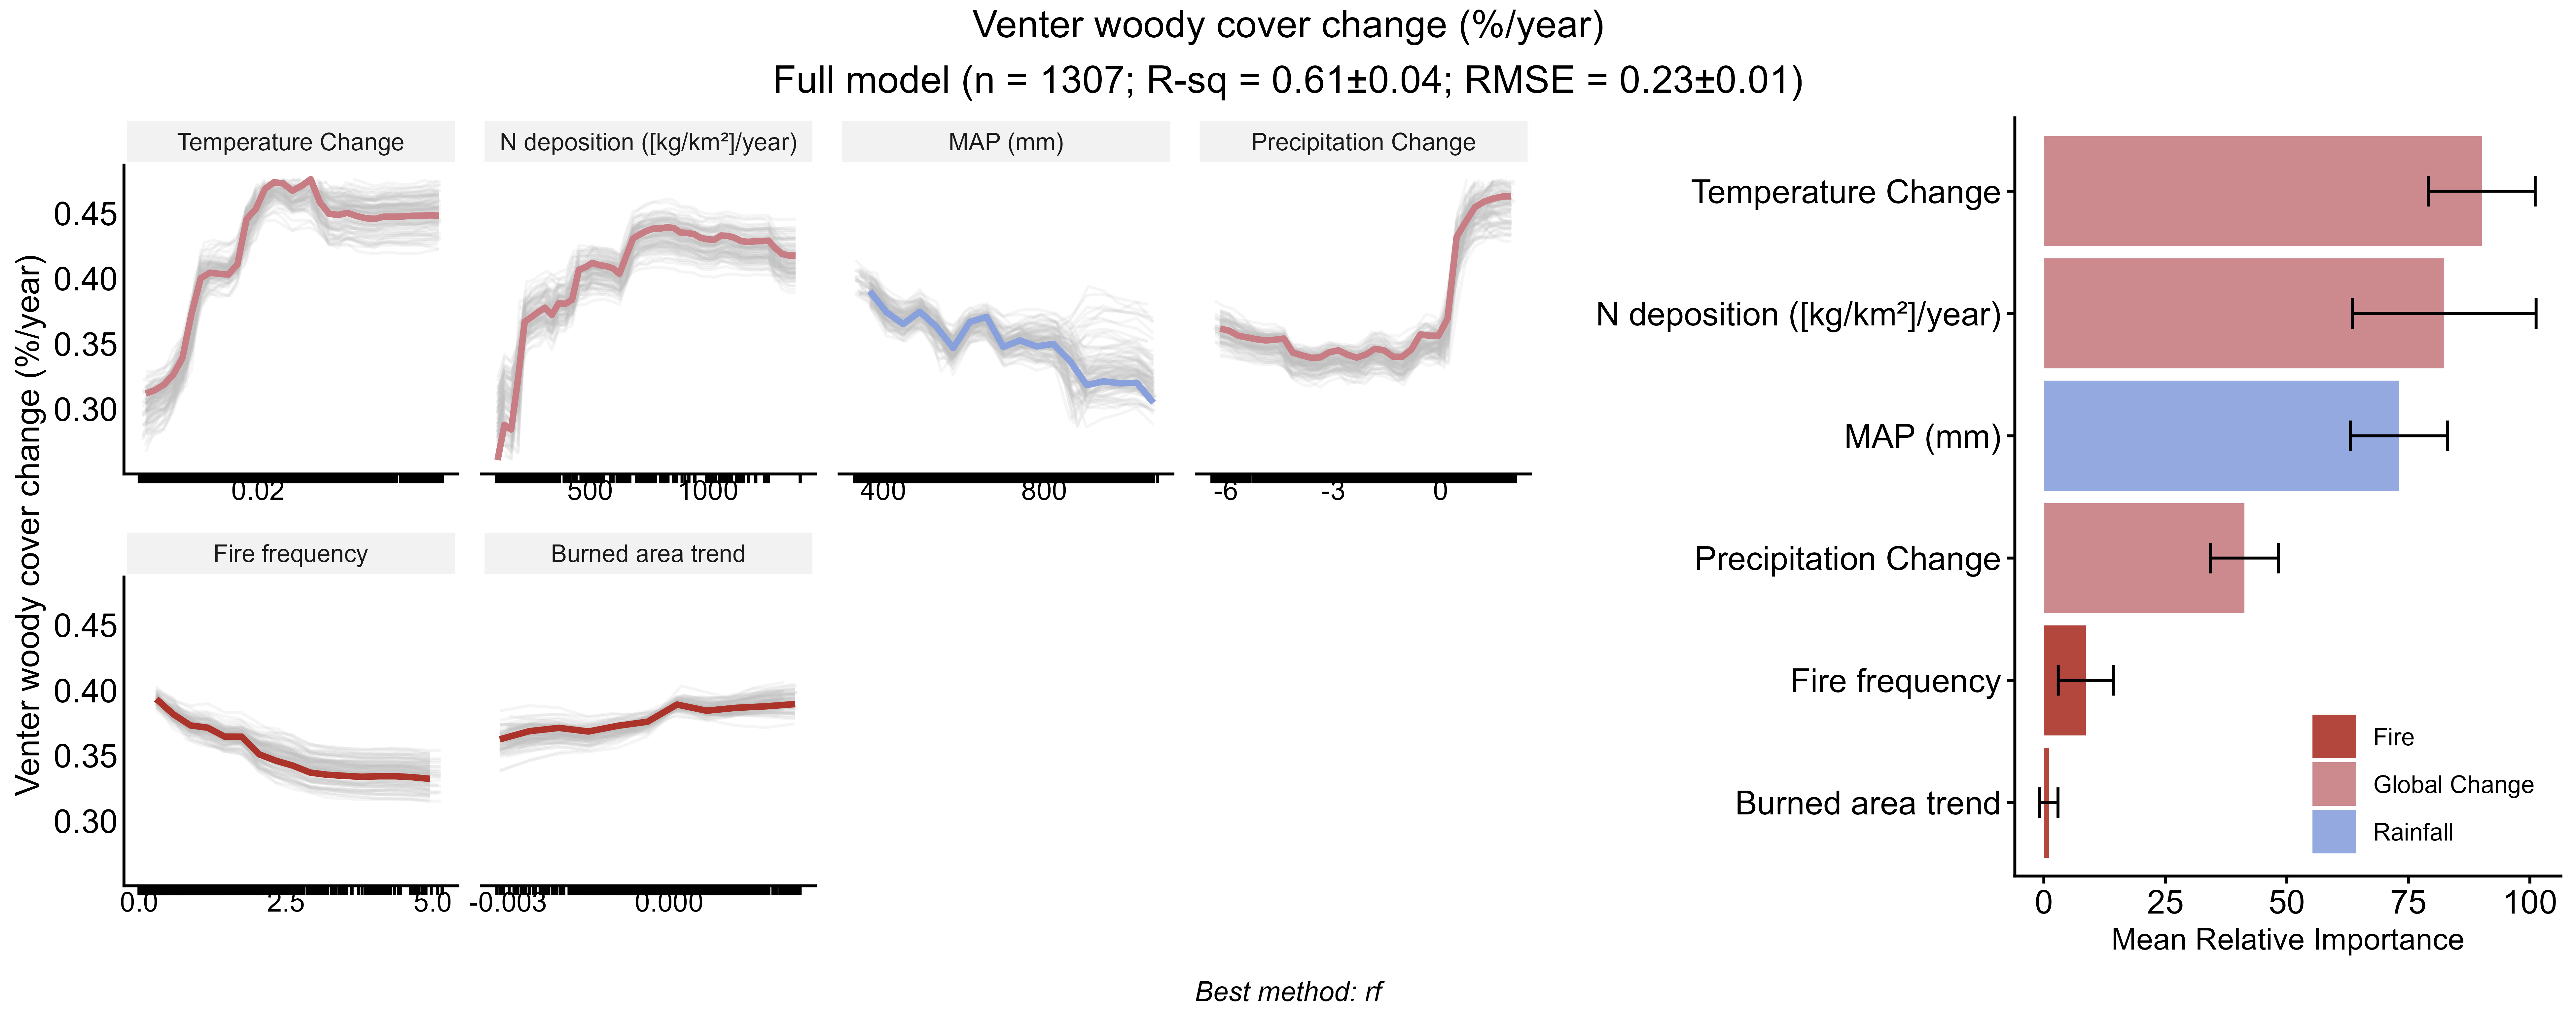 Venter woody cover change (%/year)
Full model (n = 1307; R-sq = 0.61±0.04; RMSE = 0.23±0.01)
Venter woody cover change (%/year)
Temperature Change
N deposition ([kg/km²]/year)
MAP (mm)
Precipitation Change
0.45
0.40
0.35
0.30
0.02
500 1000
400 800
-6 -3 0
Fire frequency
Burned area trend
0.45
0.40
0.35
0.30
0.0 2.5 5.0
-0.003 0.000
Temperature Change
N deposition ([kg/km²]/year)
MAP (mm)
Precipitation Change
Fire frequency
Burned area trend
Fire
Global Change
Rainfall
0 25 50 75 100
Mean Relative Importance
Best method: rf